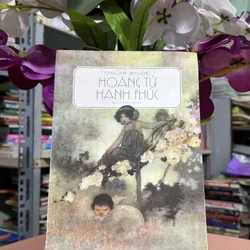 OSCAR WILDE
HOÀNG TỬ
HẠNH PHÚC